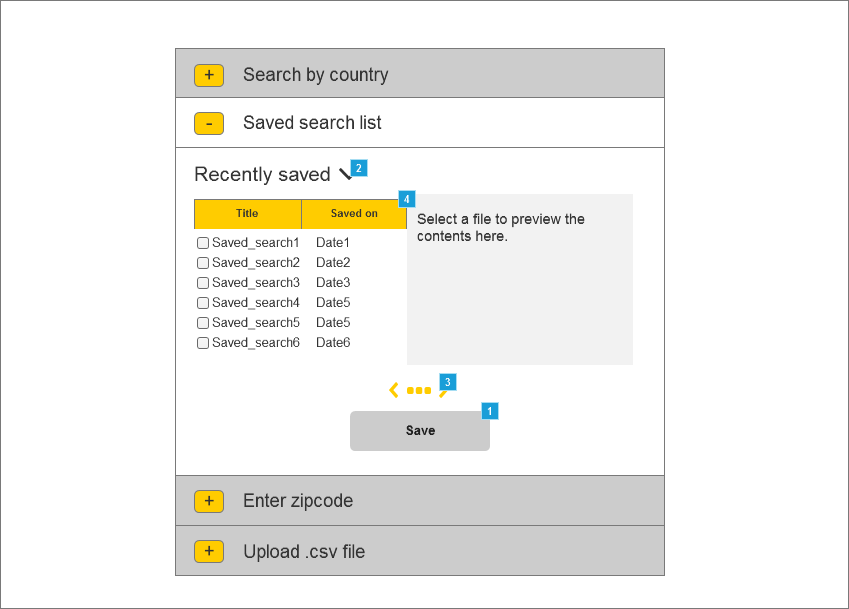 + Search by country
- Saved search list
Recently saved 2
4
Title Saved on
Select a file to preview the
contents here.
Saved_search1 Date1
Saved_search2 Date2
Saved_search3 Date3
Saved_search4 Date5
Saved_search5 Date5
Saved_search6 Date6
3
1
Save
+ Enter zipcode
+ Upload .csv file